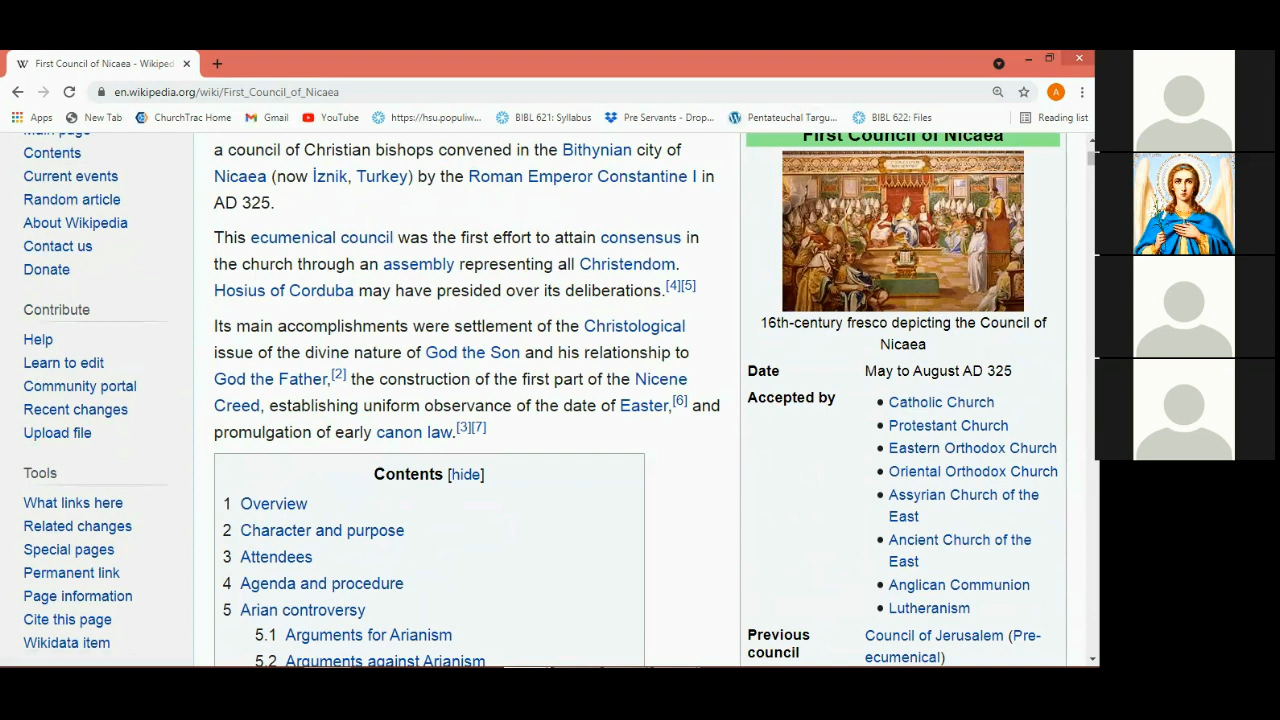 First Council of Nicaea - Wikiped
en.wikipedia.org/wiki/First_Council_of_Nicaea
A
Apps
New Tab
ChurchTrac Home
Gmail
YouTube
https://hsu.populiw...
BIBL 621: Syllabus
Pre Servants - Drop...
Pentateuchal Targu...
BIBL 622: Files
Reading list
Main page
Contents
Current events
Random article
About Wikipedia
Contact us
Donate
Contribute
Help
Learn to edit
Community portal
Recent changes
Upload file
Tools
What links here
Related changes
Special pages
Permanent link
Page information
Cite this page
Wikidata item
a council of Christian bishops convened in the Bithynian city of
Nicaea (now İznik, Turkey) by the Roman Emperor Constantine I in
AD 325.
This ecumenical council was the first effort to attain consensus in
the church through an assembly representing all Christendom.
Hosius of Corduba may have presided over its deliberations.[4][5]
Its main accomplishments were settlement of the Christological
issue of the divine nature of God the Son and his relationship to
God the Father,[2] the construction of the first part of the Nicene
Creed, establishing uniform observance of the date of Easter,[6] and
promulgation of early canon law.[3][7]
Contents [hide]
1 Overview
2 Character and purpose
3 Attendees
4 Agenda and procedure
5 Arian controversy
5.1 Arguments for Arianism
5.2 Arguments against Arianism
First Council of Nicaea
16th-century fresco depicting the Council of
Nicaea
Date May to August AD 325
Accepted by
• Catholic Church
• Protestant Church
• Eastern Orthodox Church
• Oriental Orthodox Church
• Assyrian Church of the
East
• Ancient Church of the
East
• Anglican Communion
• Lutheranism
Previous Council of Jerusalem (Pre-
council ecumenical)